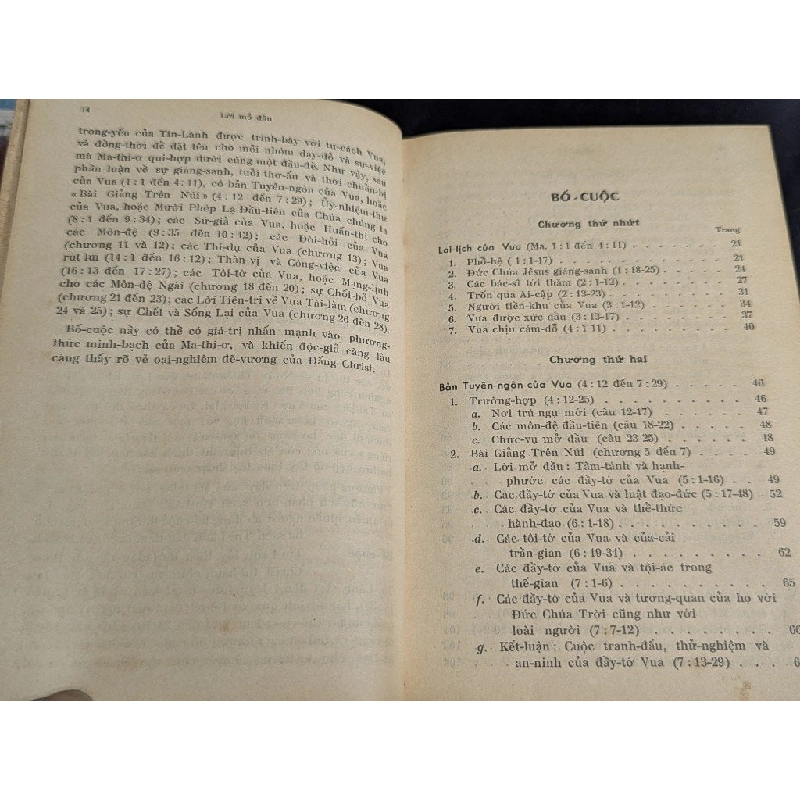 Lời mở đầu
trọng-yếu của Tin-Lành được trình-bày với tư-cách Vua,
và đồng-thời để đặt tên cho mỗi nhóm dạy-dỗ và sự-việc
mà Ma-thi-ơ qui-hợp dưới cùng một đầu-đề. Như vậy, sau
phần luận về sự giáng-sanh, tuổi thơ-ấu và thời chuẩn-bị
của Vua (1 : 1 đến 4 : 11), có bản Tuyên-ngôn của Vua, hoặc
« Bài Giảng Trên Núi » (4 : 12 đến 7 : 29); Ủy-nhiệm-thư
của Vua, hoặc Mười Phép Lạ Đầu-tiên của Chúa chúng ta
(8 : 1 đến 9 : 34); các Sứ-giả của Vua, hoặc Huấn-thị cho
các Môn-đệ (9 : 35 đến 10 : 42); các Đòi-hỏi của Vua
(chương 11 và 12); các Thí-dụ của Vua (chương 13); Vua
rút lui (14 : 1 đến 16 : 12); Thân vị và Công-việc của Vua
(16 : 13 đến 17 : 27); các Tôi-tớ của Vua, hoặc Mạng-lịnh
cho các Môn-đệ Ngài (chương 18 đến 20); sự Chối-bỏ Vua
(chương 21 đến 23); các Lời Tiên-tri về Vua Tái-lâm (chương
24 và 25); sự Chết và Sống Lại của Vua (chương 26 đến 28).
Bố-cuộc này có thể có giá-trị nhấn mạnh vào phương-
thức minh-bạch của Ma-thi-ơ, và khiến độc-giả càng lâu
càng thấy rõ vẻ oai-nghiêm đế-vương của Đấng Christ.
BỐ-CUỘC
Chương thứ nhứt
Trang
Lai-lịch của Vua (Ma. 1 : 1 đến 4 : 11) . . . . . . . 21
1. Phổ-hệ (1 : 1-17) . . . . . . . . . . 21
2. Đức Chúa Jêsus giáng-sanh (1 : 18-25) . . . . 24
3. Các bác-sĩ tới thăm (2 : 1-12) . . . . . . 27
4. Trốn qua Ai-cập (2 : 13-23) . . . . . . . 31
5. Người tiền-khu của Vua (3 : 1-12) . . . . . 34
6. Vua được xức dầu (3 : 13-17) . . . . . . . 37
7. Vua chịu cám-dỗ (4 : 1 11) . . . . . . . 40
Chương thứ hai
Bản Tuyên-ngôn của Vua (4 : 12 đến 7 : 29) . . . . . 46
1. Trường-hợp (4 : 12-25) . . . . . . . . 46
a. Nơi trú ngụ mới (câu 12-17) . . . . . . 47
b. Các môn-đệ đầu-tiên (câu 18-22) . . . . . 48
c. Chức-vụ mở đầu (câu 23 25) . . . . . . 48
2. Bài Giảng Trên Núi (chương 5 đến 7) . . . . . 49
a. Lời mở đầu : Tâm-tánh và hạnh-
phước các đầy-tớ của Vua (5 : 1-16) . . 49
b. Các đầy-tớ của Vua và luật đạo-đức (5 : 17-48) 52
c. Các đầy-tớ của Vua và thể-thức
hành-đạo (6 : 1-18) . . . . . . . . . 59
d. Các tôi-tớ của Vua và của-cải
trần-gian (6 : 19-34) . . . . . . . . . 62
e. Các đầy-tớ của Vua và tội-ác trong
thế-gian (7 : 1-6) . . . . . . . . . 65
f. Các đầy-tớ của Vua và tương-quan của họ với
Đức Chúa Trời cũng như với
loài người (7 : 7-12) . . . . . . . .
g. Kết-luận : Cuộc tranh-đấu, thử-nghiệm và
an-ninh của đầy-tớ Vua (7 : 13-29) . . . .